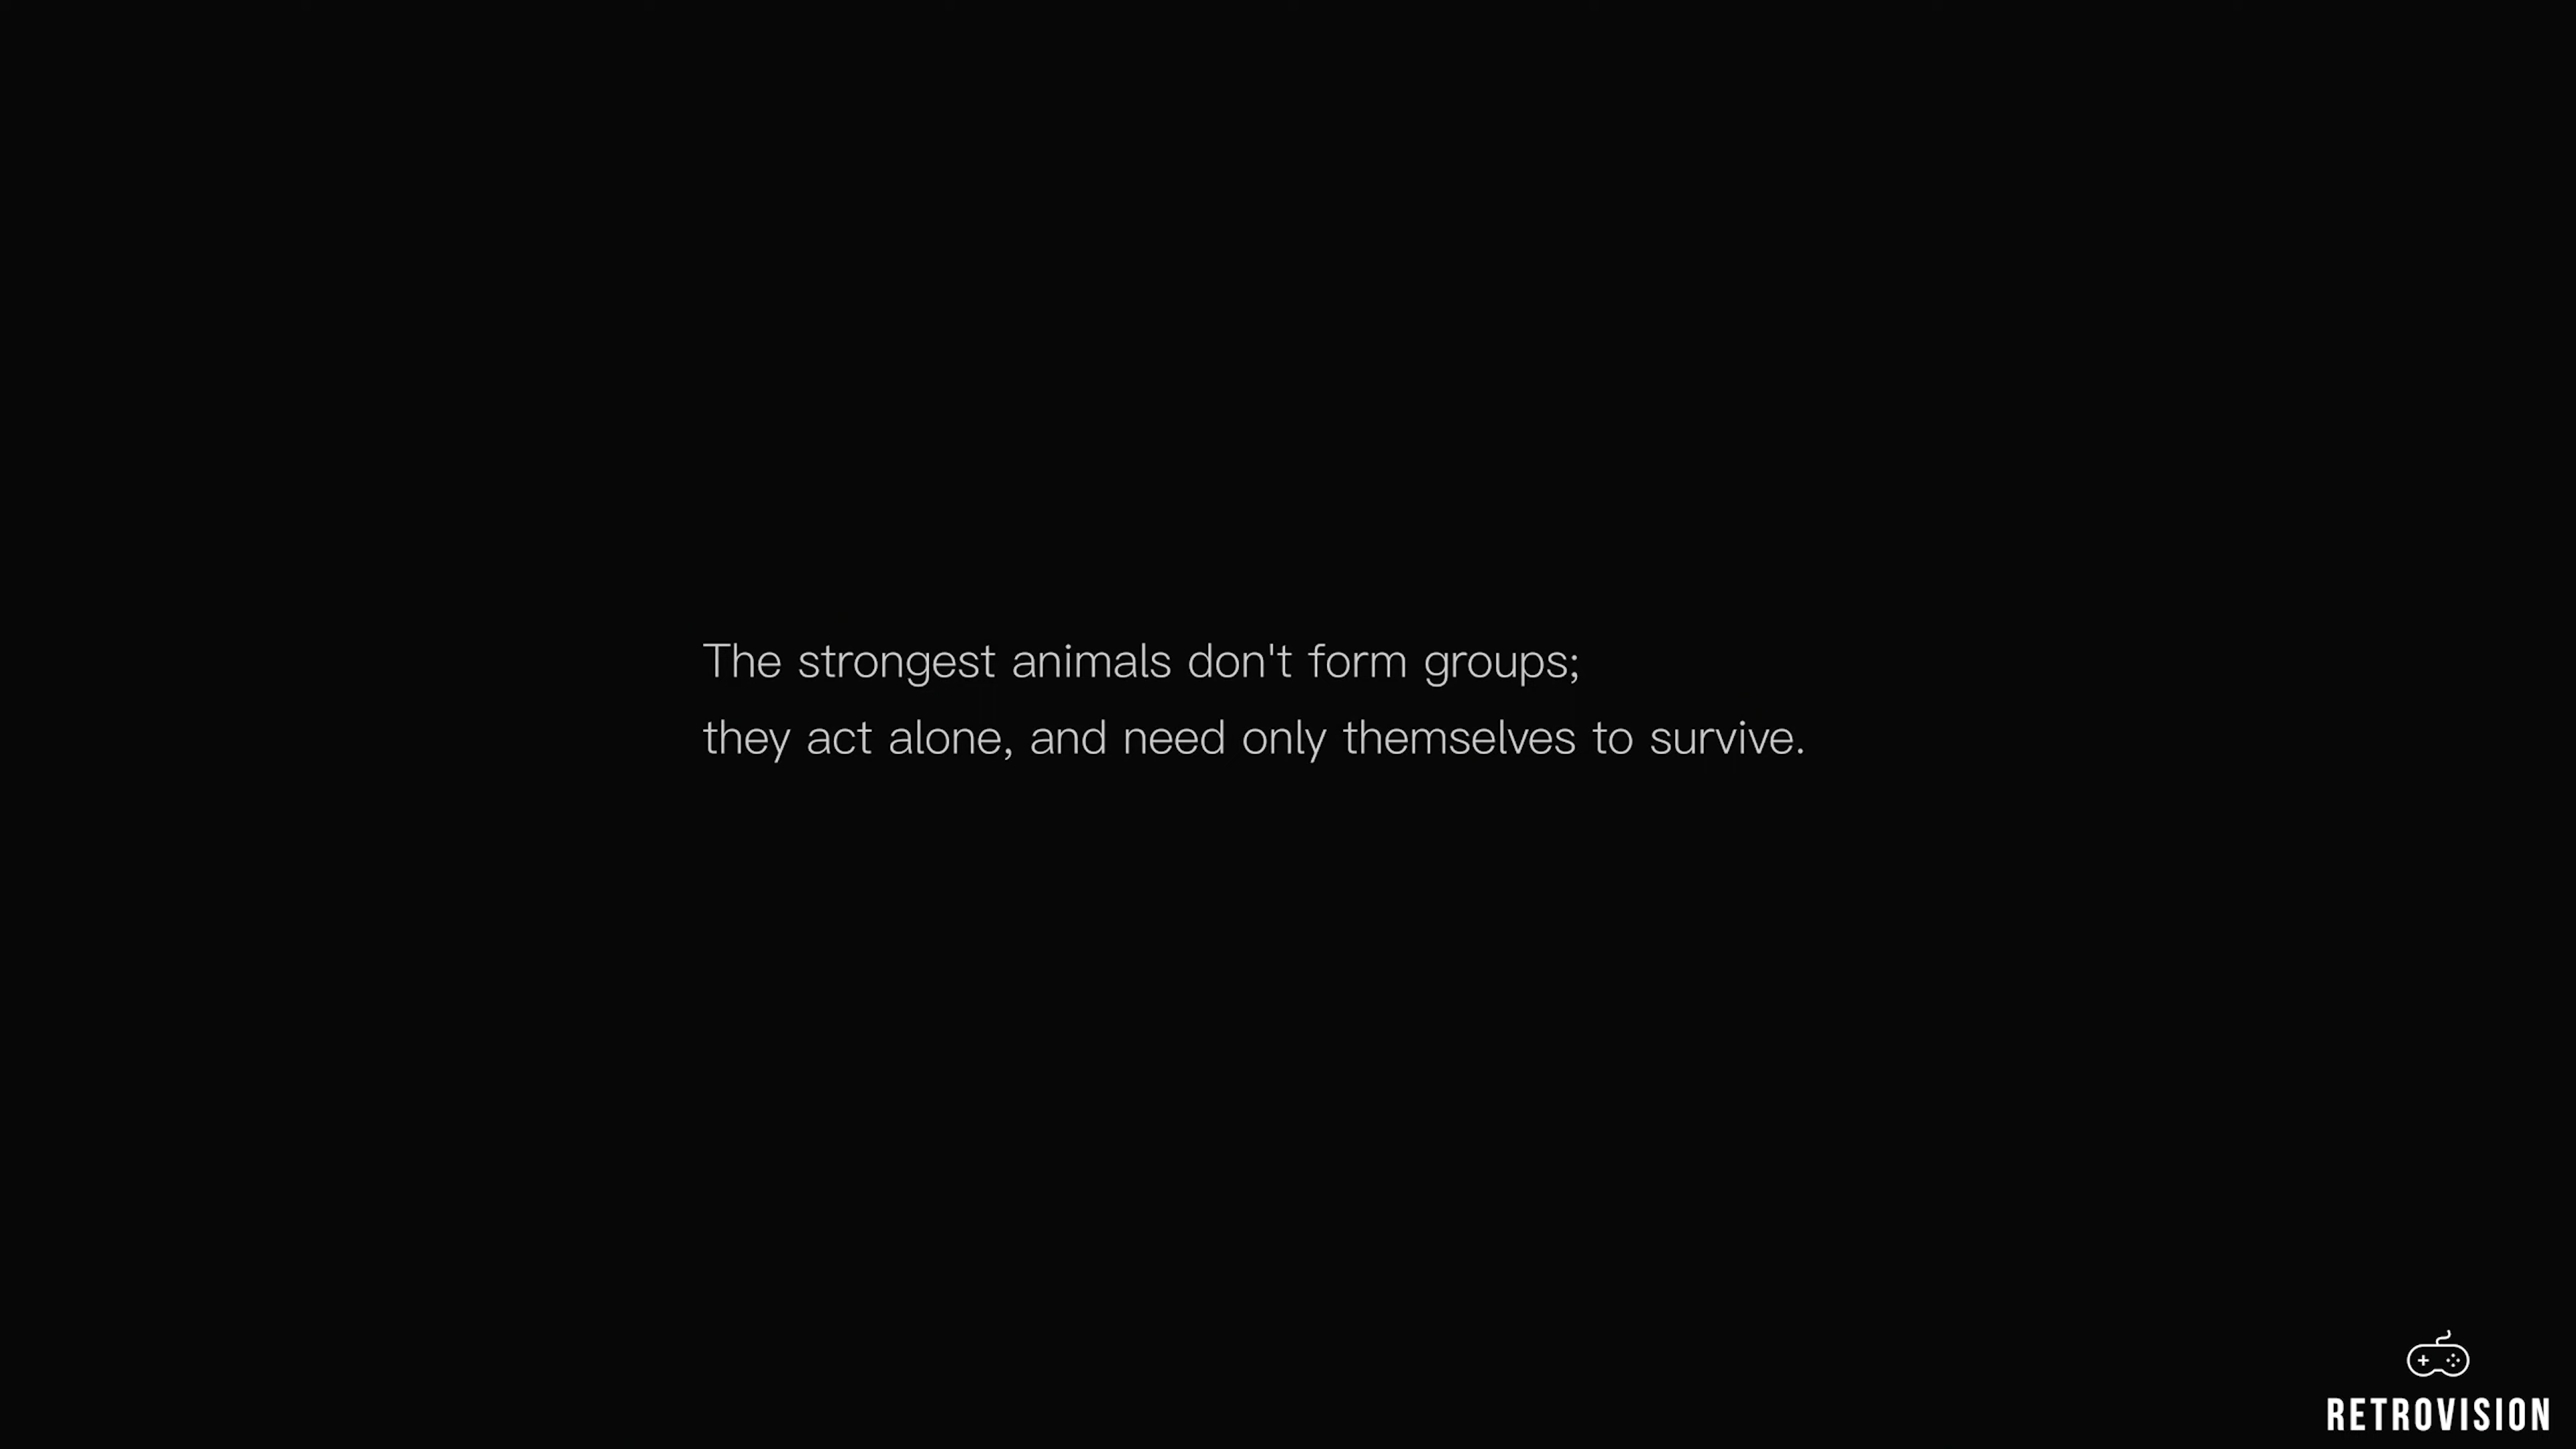 The strongest animals don't form groups;
they act alone, and need only themselves to survive.
RETROVISION